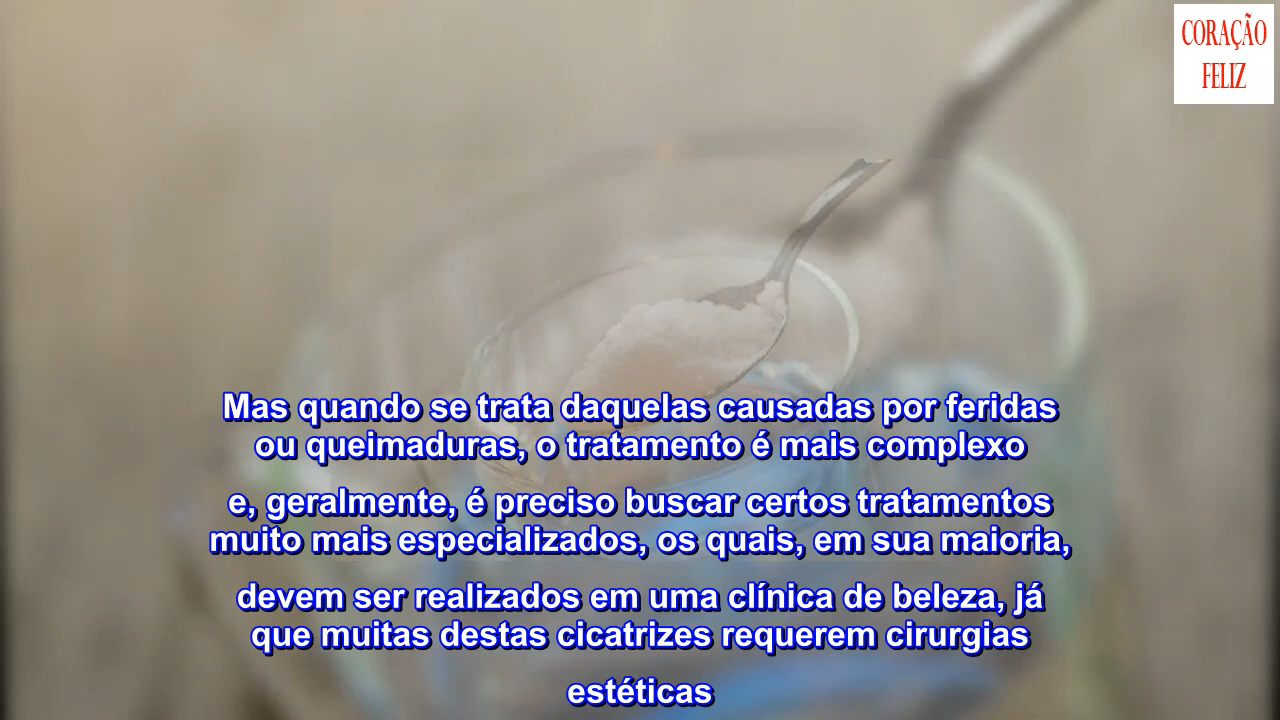 CORAÇÃO
FELIZ
Mas quando se trata daquelas causadas por feridas
ou queimaduras, o tratamento é mais complexo
e, geralmente, é preciso buscar certos tratamentos
muito mais especializados, os quais, em sua maioria,
devem ser realizados em uma clínica de beleza, já
que muitas destas cicatrizes requerem cirurgias
estéticas